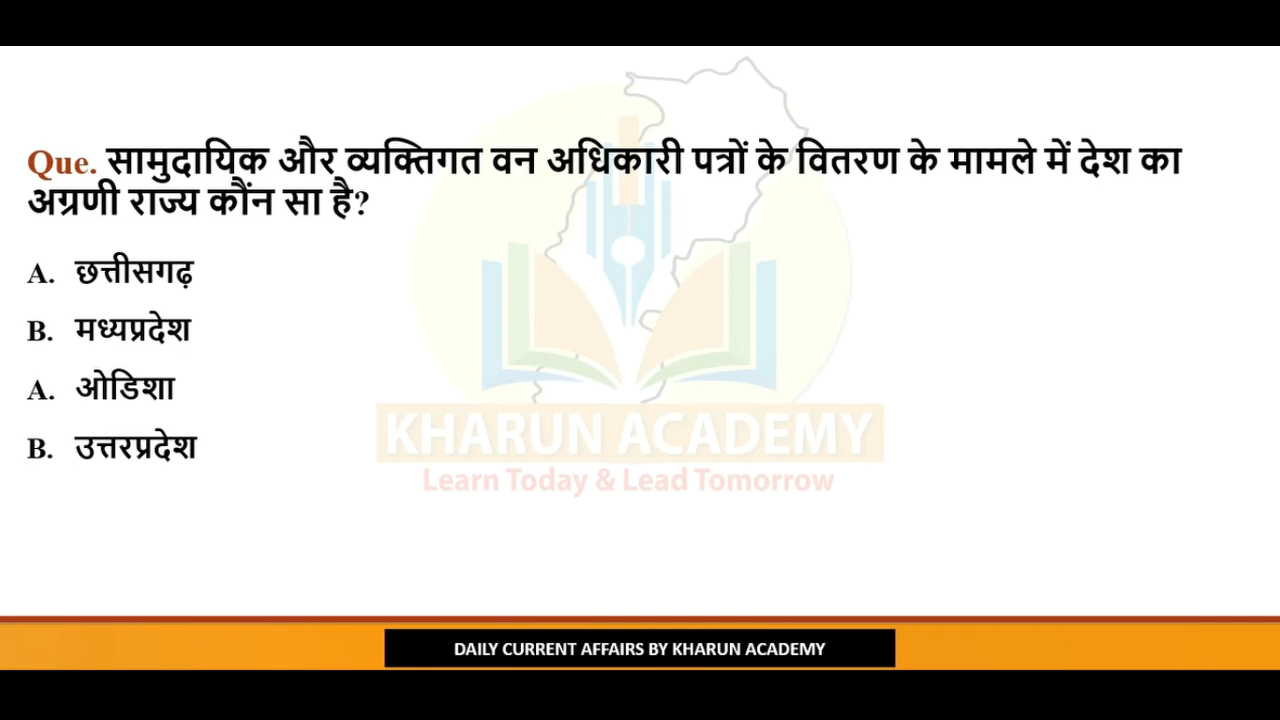 Que. सामुदायिक और व्यक्तिगत वन अधिकारी पत्रों के वितरण के मामले में देश का
अग्रणी राज्य कौंन सा है?
A. छत्तीसगढ़
B. मध्यप्रदेश
A. ओडिशा
B. उत्तरप्रदेश
KHARUN ACADEMY
Learn Today & Lead Tomorrow
DAILY CURRENT AFFAIRS BY KHARUN ACADEMY